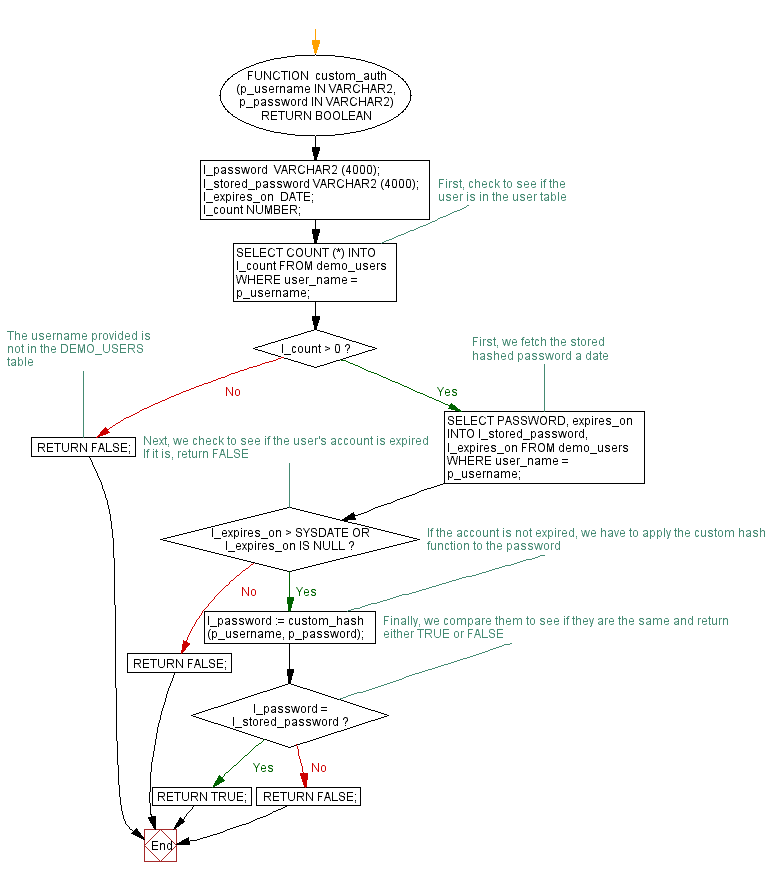 FUNCTION custom_auth
(p_username IN VARCHAR2,
p_password IN VARCHAR2)
RETURN BOOLEAN
l_password VARCHAR2 (4000);
l_stored_password VARCHAR2 (4000);
l_expires_on DATE;
l_count NUMBER;
First, check to see if the
user is in the user table
SELECT COUNT (*) INTO
l_count FROM demo_users
WHERE user_name =
p_username;
The username provided is
not in the DEMO_USERS
table
l_count > 0 ?
First, we fetch the stored
hashed password a date
No
Yes
RETURN FALSE;
Next, we check to see if the user's account is expired
If it is, return FALSE
SELECT PASSWORD, expires_on
INTO l_stored_password,
l_expires_on FROM demo_users
WHERE user_name =
p_username;
l_expires_on > SYSDATE OR
l_expires_on IS NULL ?
If the account is not expired, we have to apply the custom hash
function to the password
No
Yes
l_password := custom_hash
(p_username, p_password);
Finally, we compare them to see if they are the same and return
either TRUE or FALSE
RETURN FALSE;
l_password =
l_stored_password ?
Yes
No
RETURN TRUE;
RETURN FALSE;
End